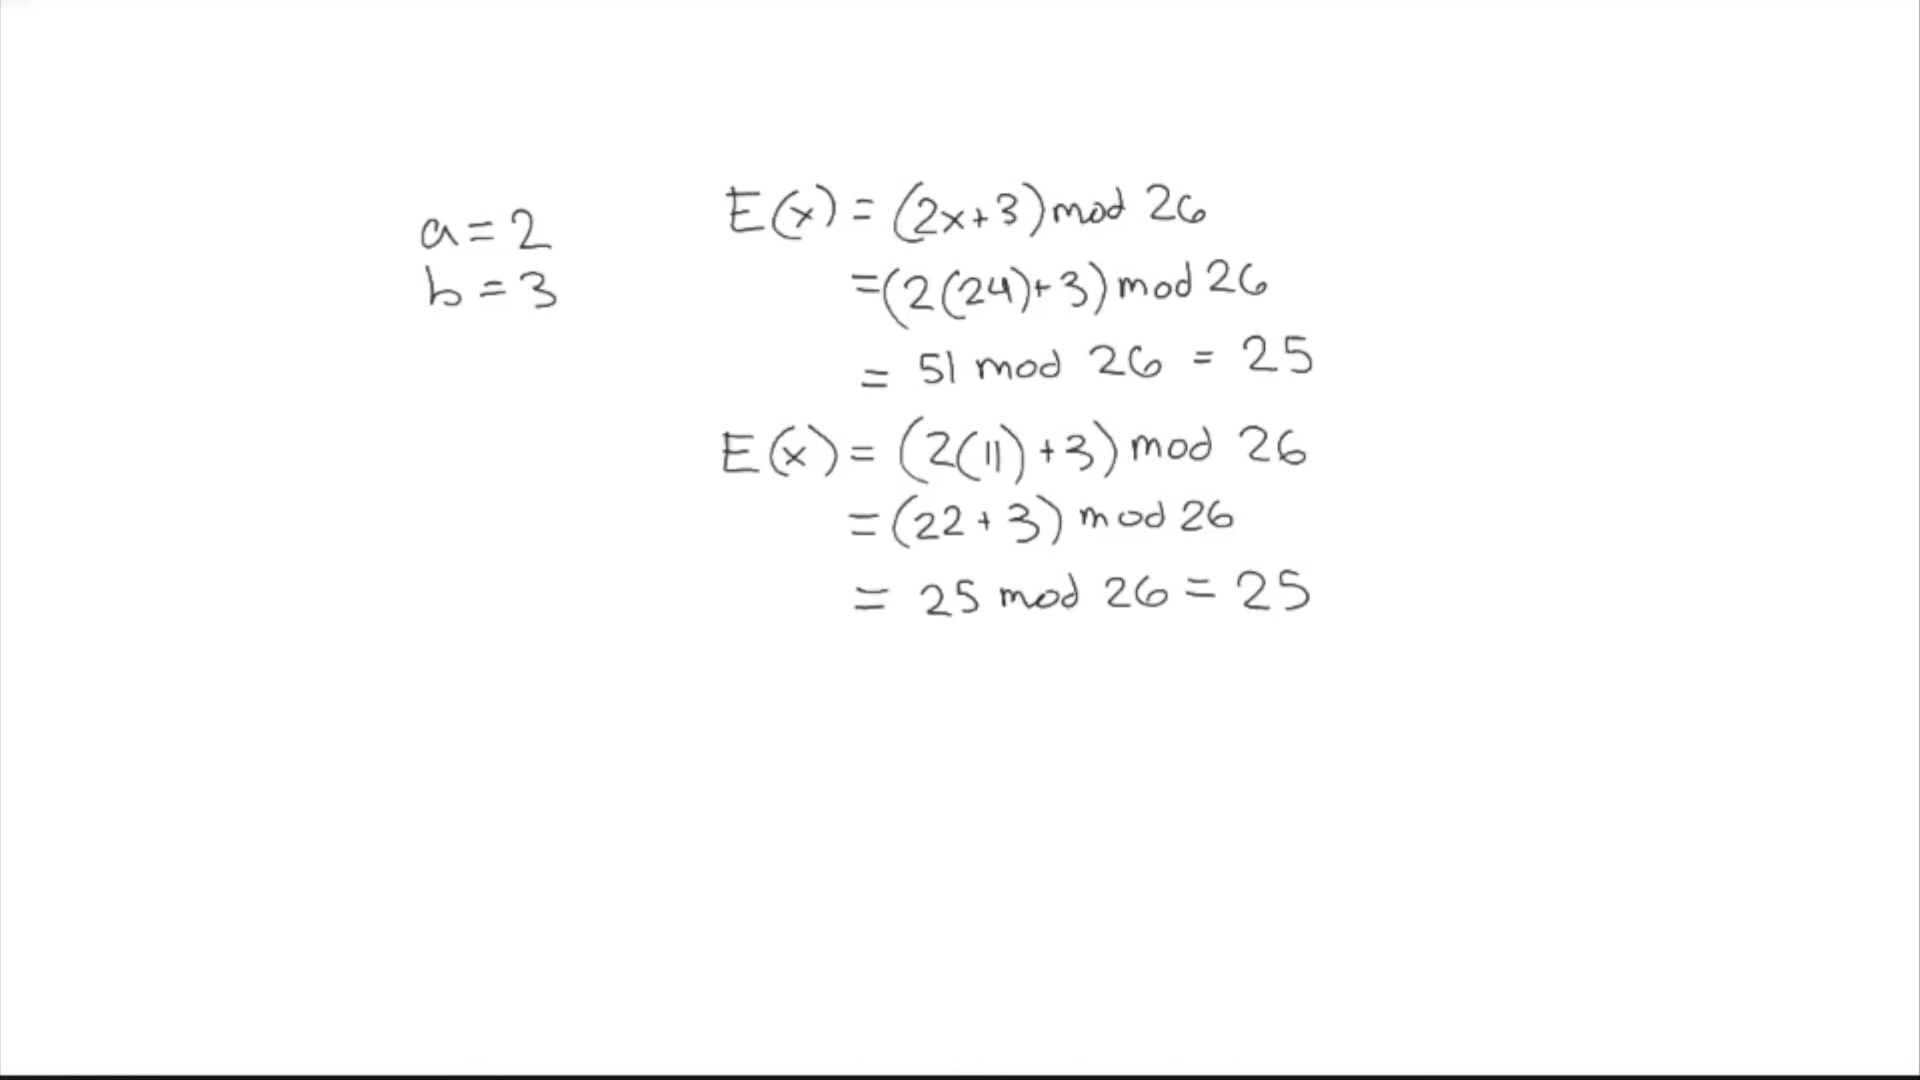 a = 2
b = 3
E(x) = (2x+3) mod 26
=(2(24)+3) mod 26
= 51 mod 26 = 25
E(x) = (2(11)+3) mod 26
=(22+3) mod 26
= 25 mod 26 = 25